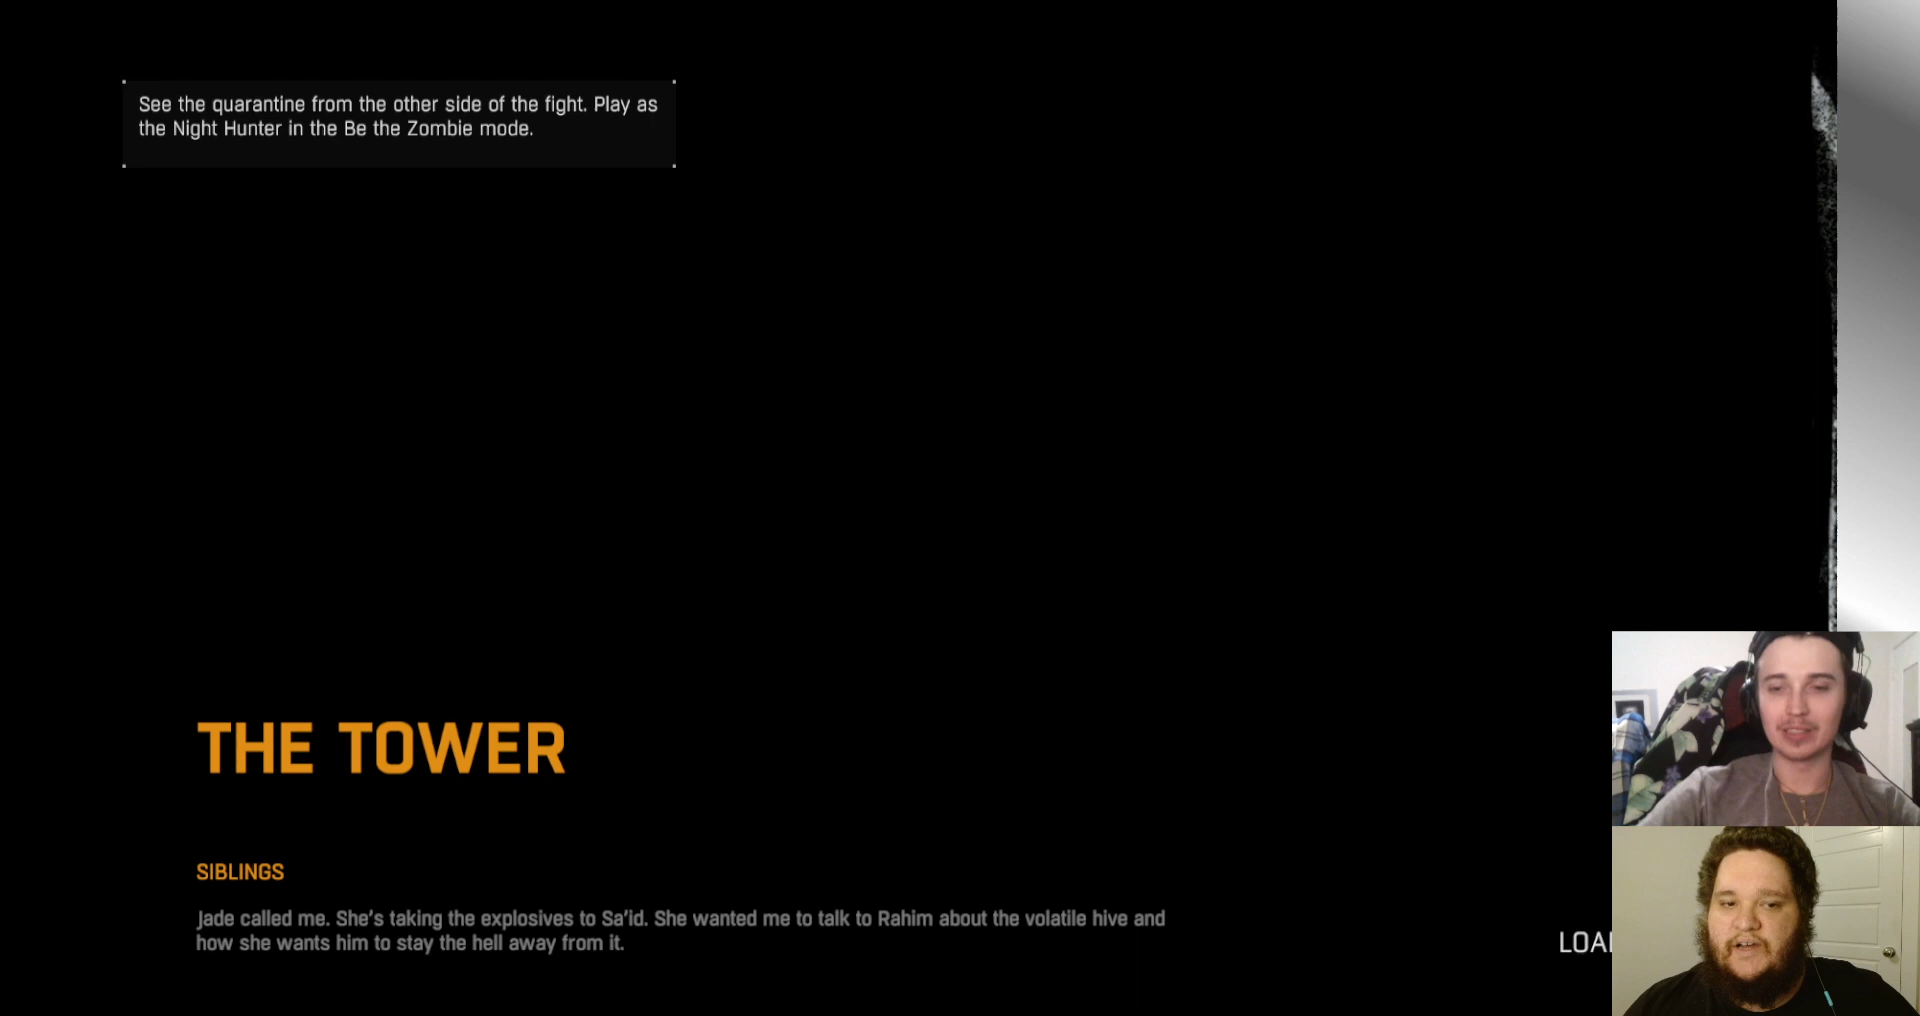 See the quarantine from the other side of the fight. Play as
the Night Hunter in the Be the Zombie mode.
THE TOWER
SIBLINGS
Jade called me. She's taking the explosives to Sa'id. She wanted me to talk to Rahim about the volatile hive and
how she wants him to stay the hell away from it.
LOA